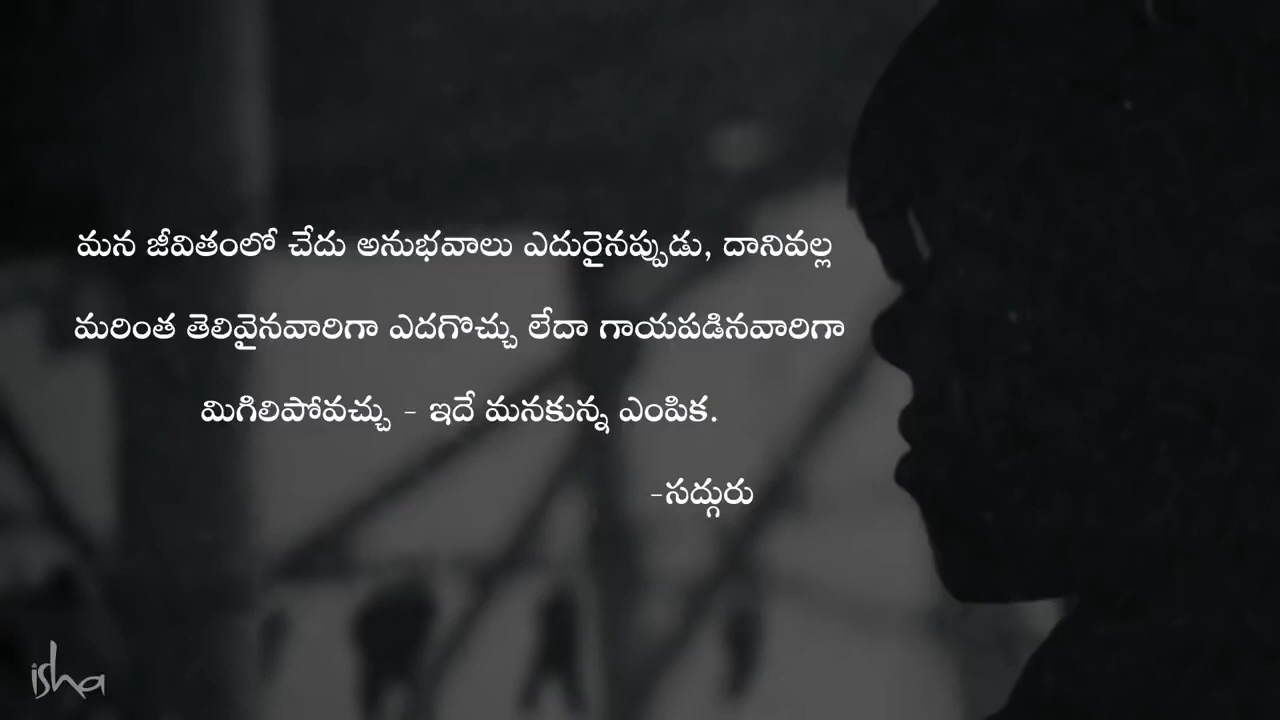 మన జీవితంలో చేదు అనుభవాలు ఎదురైనప్పుడు, దానివల్ల
మరింత తెలివైనవారిగా ఎదగొచ్చు లేదా గాయపడినవారిగా
మిగిలిపోవచ్చు - ఇదే మనకున్న ఎంపిక.
-సద్గురు
isha